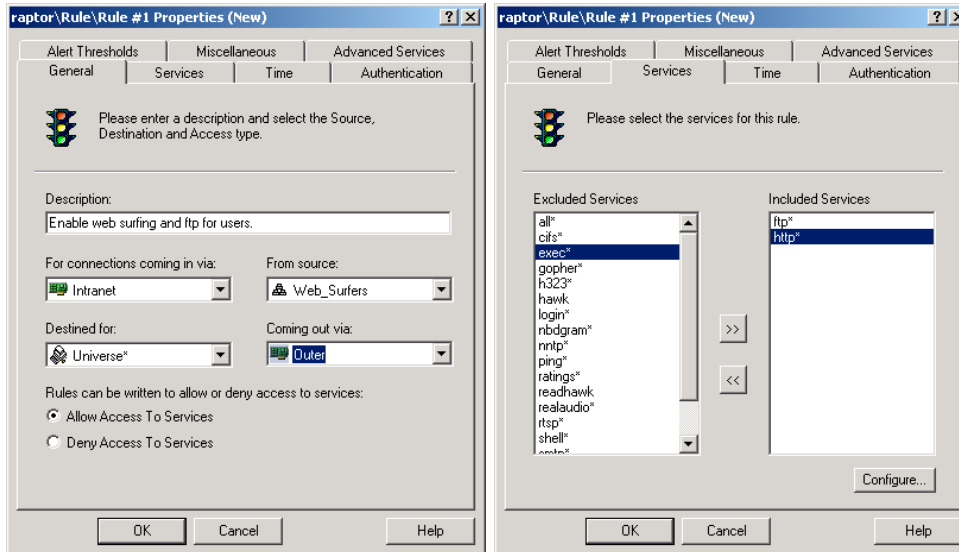 raptor\Rule\Rule #1 Properties (New)
Alert Thresholds Miscellaneous Advanced Services
General Services Time Authentication
Please enter a description and select the Source,
Destination and Access type.
Description:
Enable web surfing and ftp for users.
For connections coming in via: From source:
Intranet Web_Surfers
Destined for: Coming out via:
Universe* Outer
Rules can be written to allow or deny access to services:
Allow Access To Services
Deny Access To Services
OK Cancel Help
raptor\Rule\Rule #1 Properties (New)
Alert Thresholds Miscellaneous Advanced Services
General Services Time Authentication
Please select the services for this rule.
Excluded Services Included Services
all* ftp*
cifs* http*
exec*
gopher*
h323*
hawk
login*
nbdgram*
nntp*
>>
ping*
ratings*
<<
readhawk
realaudio*
rtsp*
shell*
smtp*
Configure...
OK Cancel Help